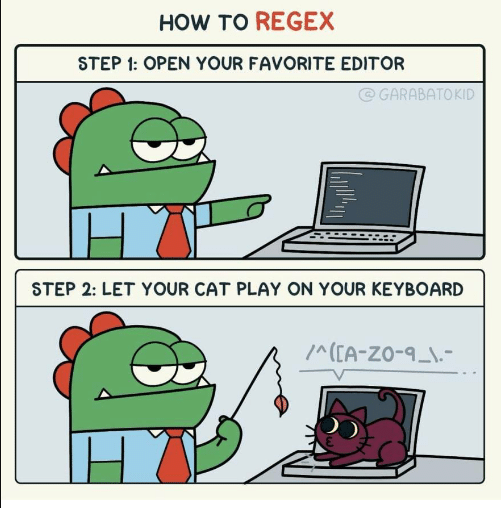 HOW TO REGEX
STEP 1: OPEN YOUR FAVORITE EDITOR
@GARABATOKID
STEP 2: LET YOUR CAT PLAY ON YOUR KEYBOARD
/^([A-Z0-9_\.-